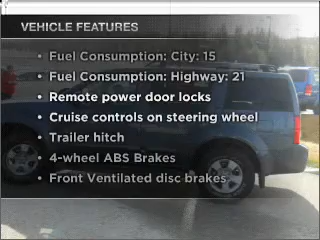 VEHICLE FEATURES
• Fuel Consumption: City: 15
• Fuel Consumption: Highway: 21
• Remote power door locks
• Cruise controls on steering wheel
• Trailer hitch
• 4-wheel ABS Brakes
• Front Ventilated disc brakes